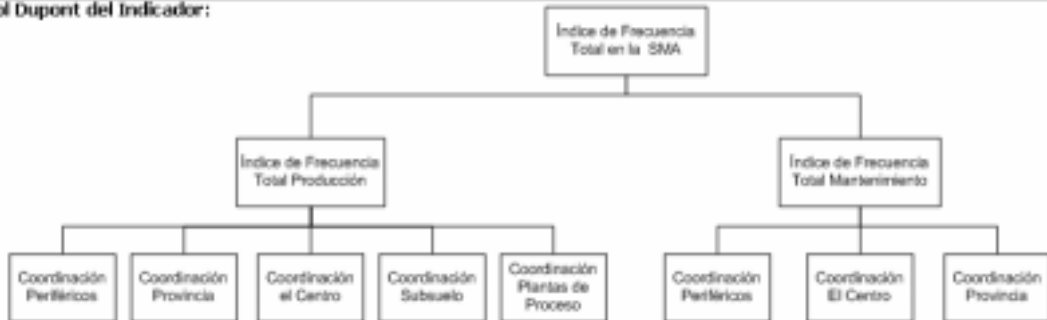 ol Dupont del Indicador:
Índice de Frecuencia
Total en la SMA
Índice de Frecuencia
Total Producción
Índice de Frecuencia
Total Mantenimiento
Coordinación
Periféricos
Coordinación
Provincia
Coordinación
el Centro
Coordinación
Subsuelo
Coordinación
Plantas de
Proceso
Coordinación
Periféricos
Coordinación
El Centro
Coordinación
Provincia